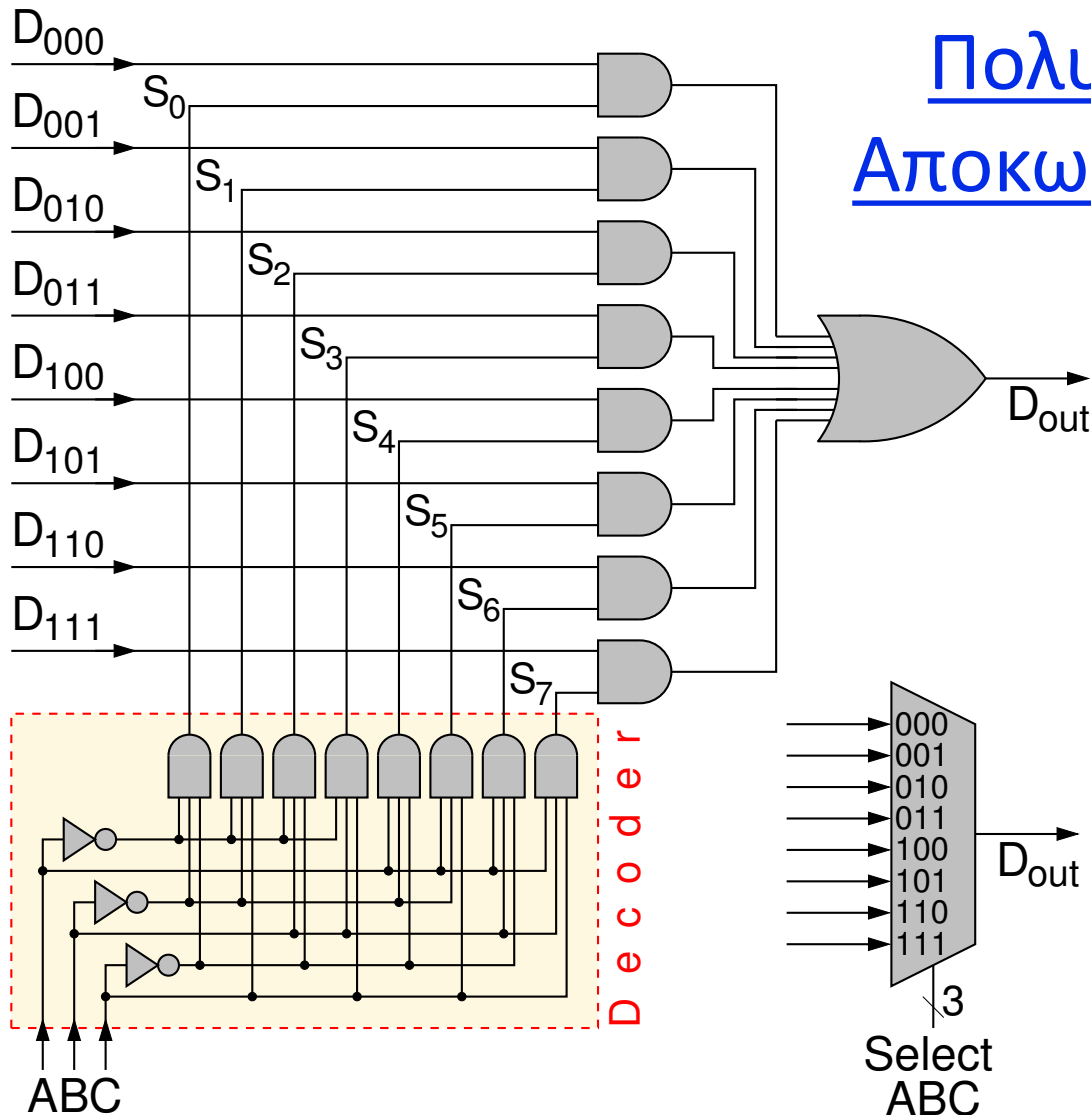 D000
S0
D001
S1
D010
S2
D011
S3
D100
S4
D101
S5
D110
S6
D111
S7
Dout
Decoder
ABC
000
001
010
011
100
101
110
111
Dout
3
Select
ABC
Πολυ
Αποκω